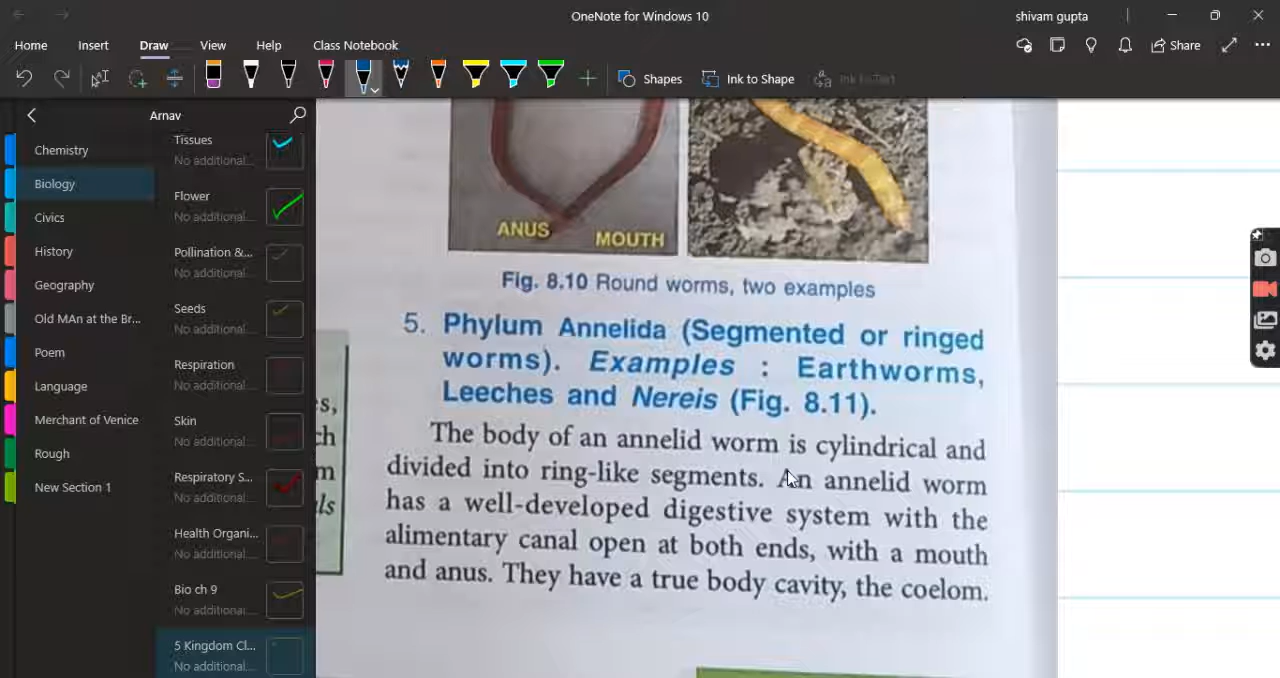 OneNote for Windows 10
shivam gupta
Home Insert Draw View Help Class Notebook
Share
Shapes
Ink to Shape
Ink to Text
Arnav
Chemistry
Biology
Civics
History
Geography
Old MAn at the Br...
Poem
Language
Merchant of Venice
Rough
New Section 1
Tissues
No additional...
Flower
No additional...
Pollination &...
No additional...
Seeds
No additional...
Respiration
No additional...
Skin
No additional...
Respiratory S...
No additional...
Health Organi...
No additional...
Bio ch 9
No additional...
5 Kingdom Cl...
No additional...
s,
ch
m
ls
ANUS
MOUTH
Fig. 8.10 Round worms, two examples
5. Phylum Annelida (Segmented or ringed
worms). Examples : Earthworms,
Leeches and Nereis (Fig. 8.11).
The body of an annelid worm is cylindrical and
divided into ring-like segments. An annelid worm
has a well-developed digestive system with the
alimentary canal open at both ends, with a mouth
and anus. They have a true body cavity, the coelom.